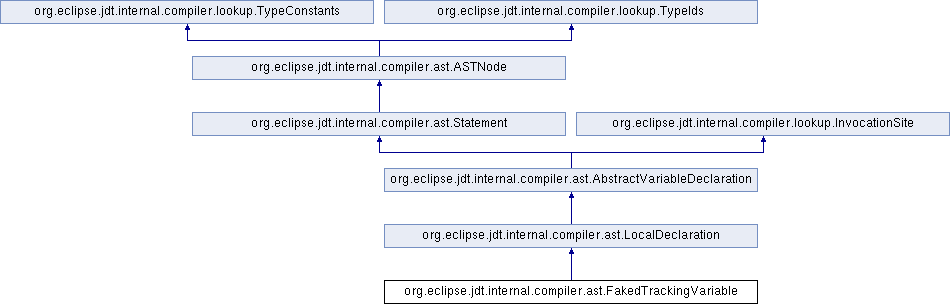 org.eclipse.jdt.internal.compiler.lookup.TypeConstants
org.eclipse.jdt.internal.compiler.lookup.TypeIds
org.eclipse.jdt.internal.compiler.ast.ASTNode
org.eclipse.jdt.internal.compiler.ast.Statement
org.eclipse.jdt.internal.compiler.lookup.InvocationSite
org.eclipse.jdt.internal.compiler.ast.AbstractVariableDeclaration
org.eclipse.jdt.internal.compiler.ast.LocalDeclaration
org.eclipse.jdt.internal.compiler.ast.FakedTrackingVariable